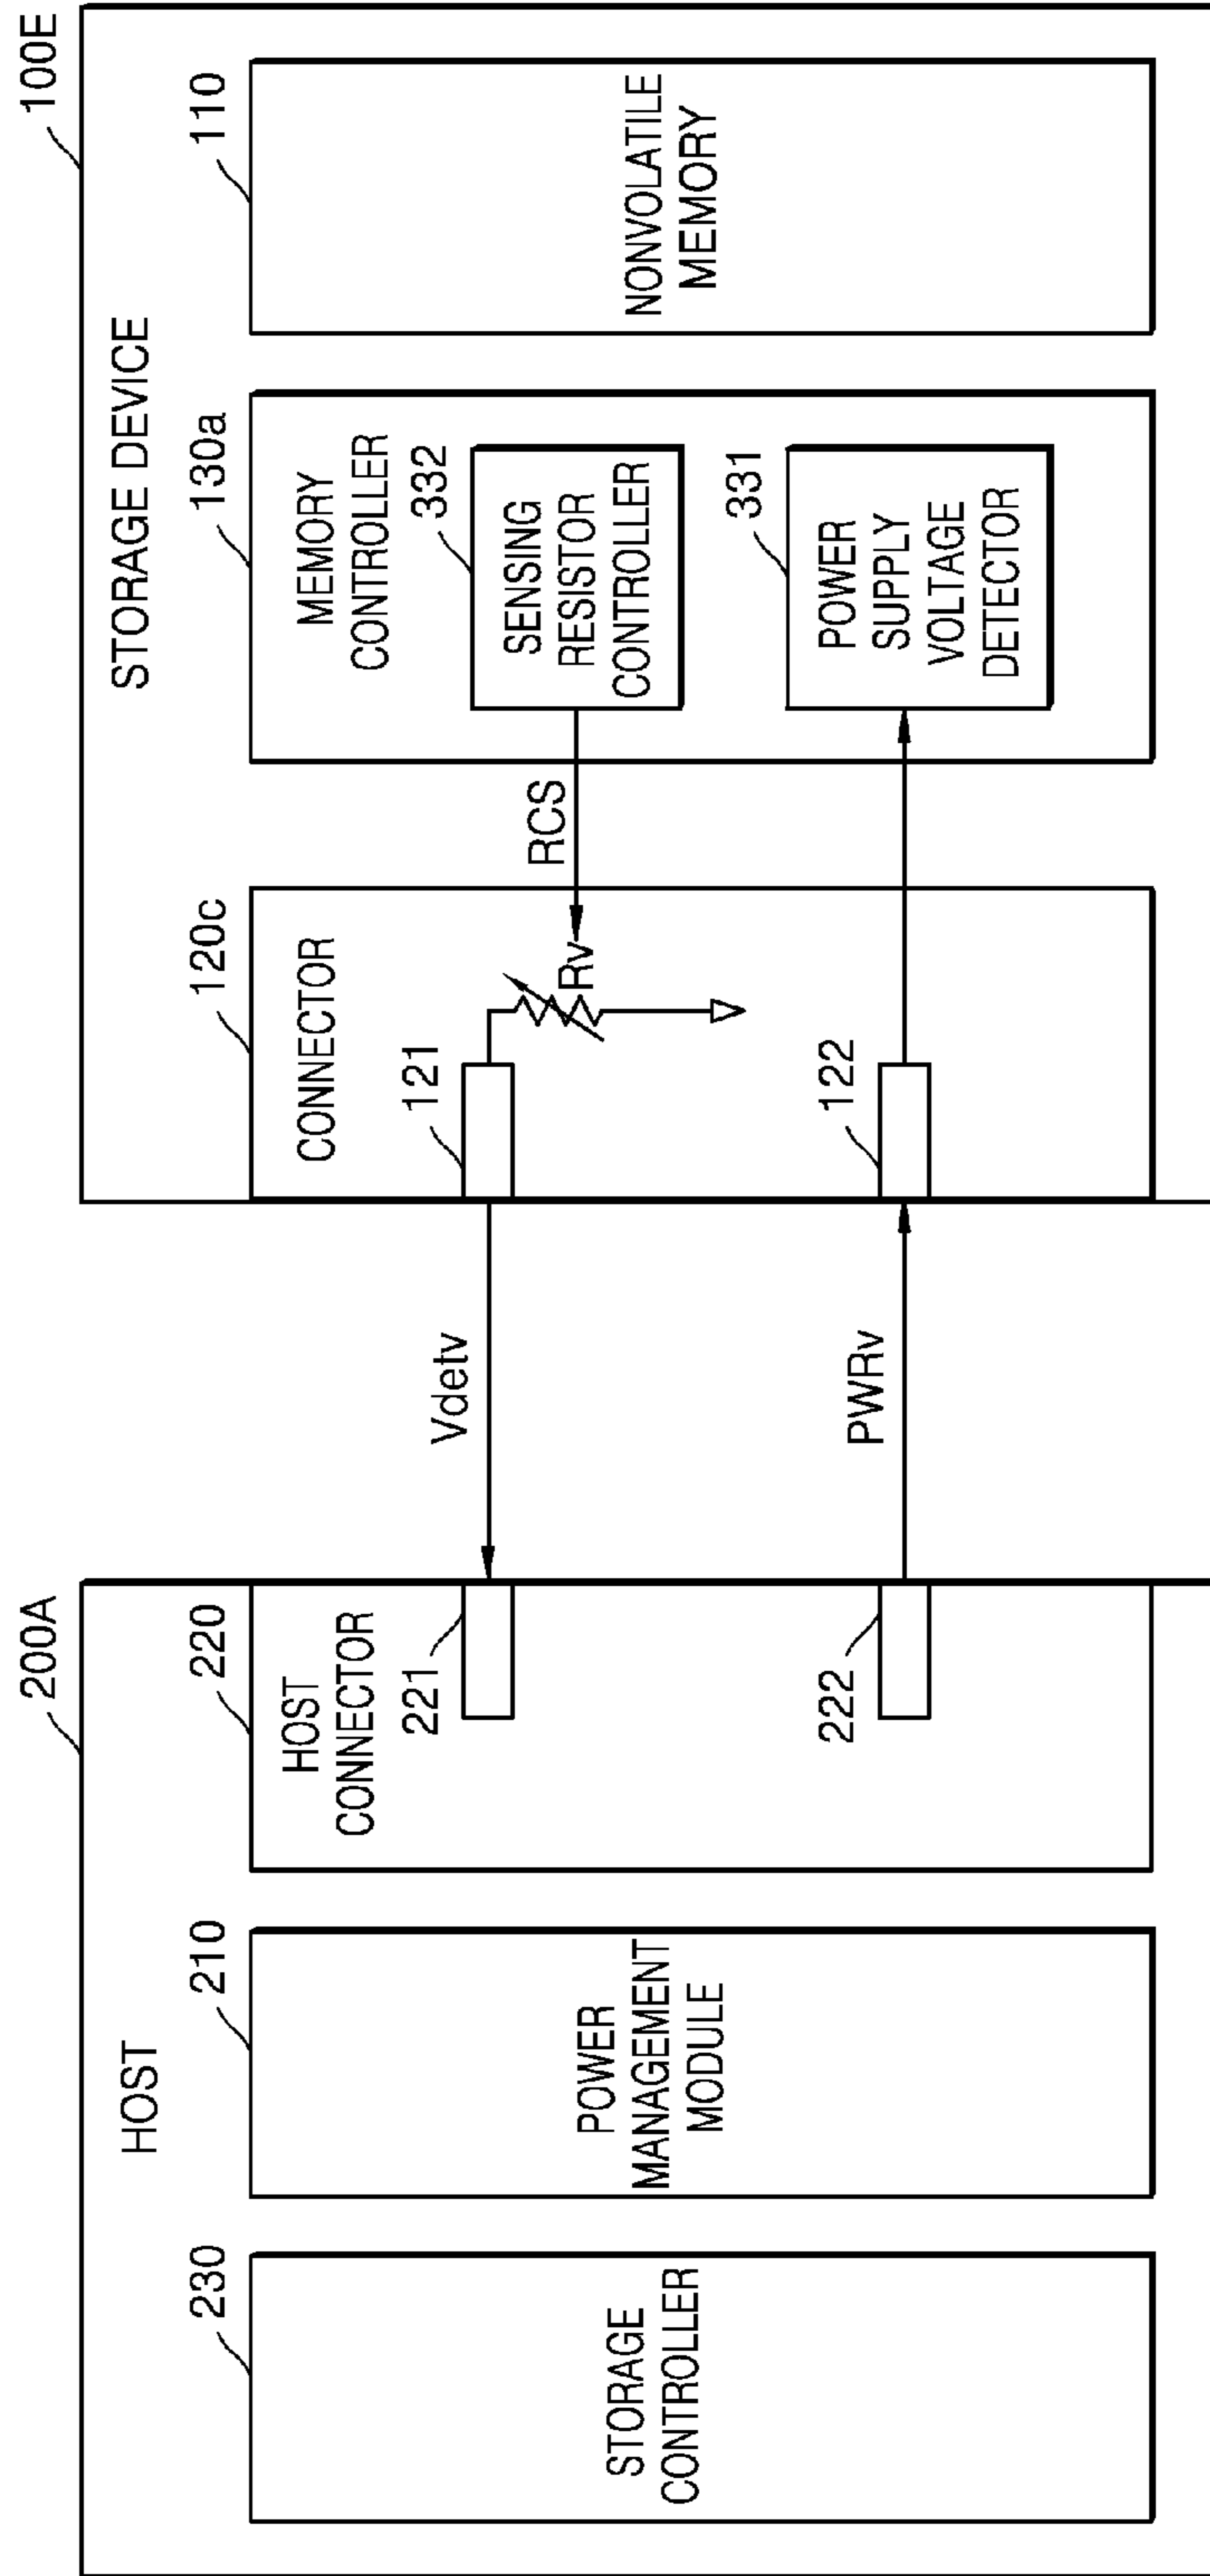 200A
HOST
230
STORAGE
CONTROLLER
210
POWER
MANAGEMENT
MODULE
220
HOST
CONNECTOR
221
222
Vdetv
PWRv
100E
STORAGE DEVICE
120c
CONNECTOR
121
Rv
122
RCS
130a
MEMORY
CONTROLLER
332
SENSING
RESISTOR
CONTROLLER
331
POWER
SUPPLY
VOLTAGE
DETECTOR
110
NONVOLATILE
MEMORY